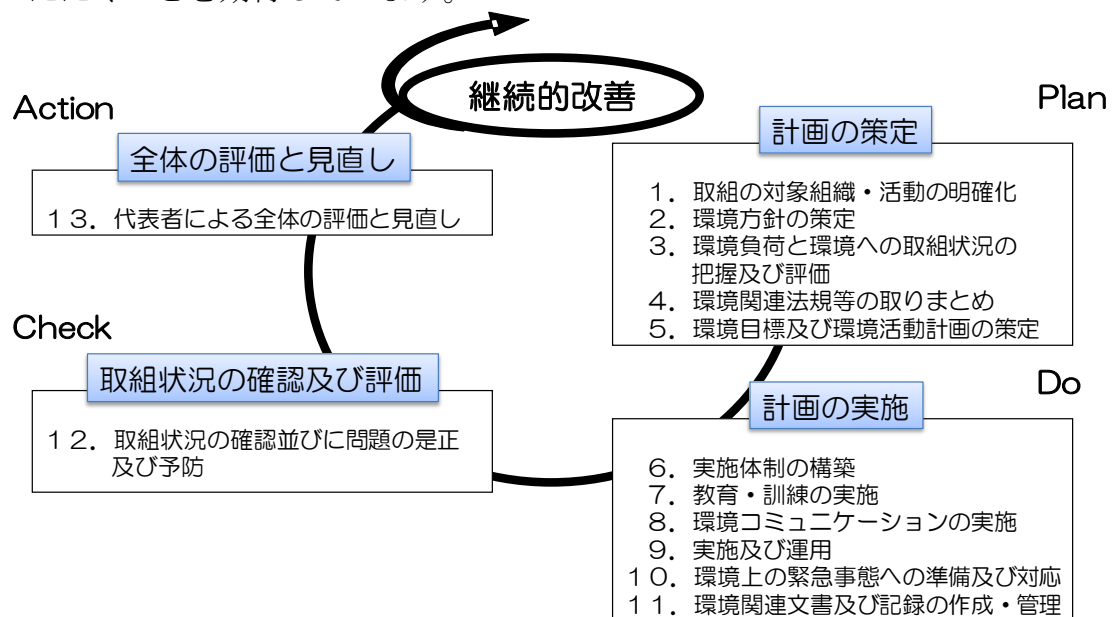 継続的改善
Action
全体の評価と見直し
13．代表者による全体の評価と見直し
Plan
計画の策定
1．取組の対象組織・活動の明確化
2．環境方針の策定
3．環境負荷と環境への取組状況の
把握及び評価
4．環境関連法規等の取りまとめ
5．環境目標及び環境活動計画の策定
Check
取組状況の確認及び評価
12．取組状況の確認並びに問題の是正
及び予防
Do
計画の実施
6．実施体制の構築
7．教育・訓練の実施
8．環境コミュニケーションの実施
9．実施及び運用
10．環境上の緊急事態への準備及び対応
11．環境関連文書及び記録の作成・管理